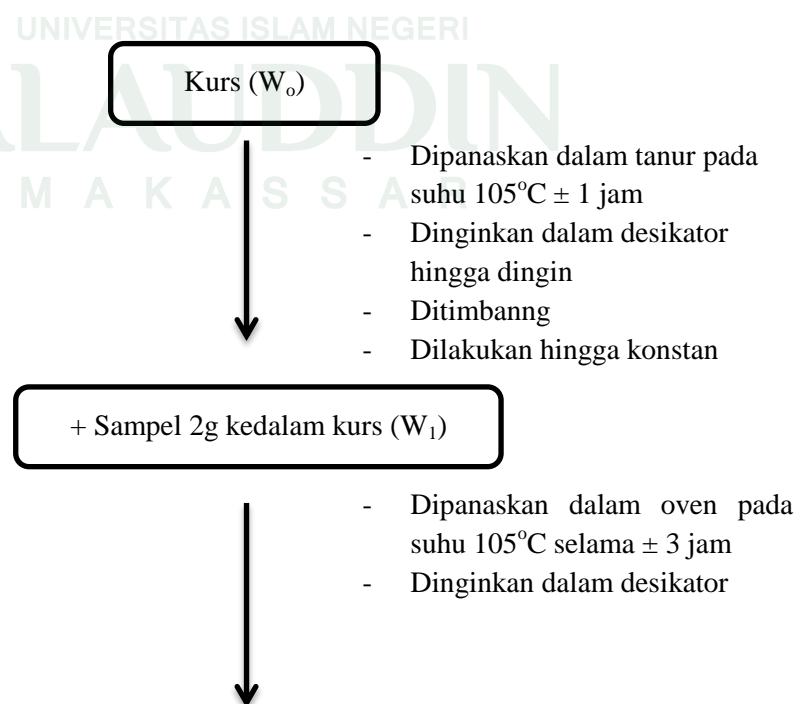 UNIVERSITAS ISLAM NEGERI
ALAUDDIN
MAKASSAR
Kurs (Wₒ)
- Dipanaskan dalam tanur pada
suhu 105°C ± 1 jam
- Dinginkan dalam desikator
hingga dingin
- Ditimbanng
- Dilakukan hingga konstan
+ Sampel 2g kedalam kurs (W₁)
- Dipanaskan dalam oven pada
suhu 105°C selama ± 3 jam
- Dinginkan dalam desikator